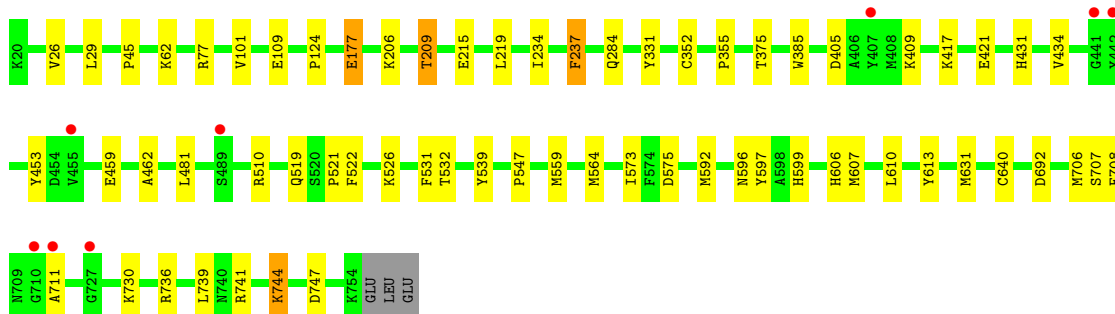 K20 V26 L29 P45 K62 R77 V101 E109 P124 E177 K206 T209 E215 L219 I234 F237 Q284 Y331 C352 P355 T375 W385 D405 A406 Y407 M408 K409 K417 E421 H431 V434 G441 Y442
Y453 D454 V455 E459 A462 L481 S489 R510 Q519 S520 P521 F522 K526 F531 T532 Y539 P547 M559 M564 I573 F574 D575 M592 N596 Y597 A598 H599 H606 M607 L610 Y613 M631 C640 D692 M706 S707
N709 G710 A711 G727 K730 R736 L739 N740 R741 K744 D747 K754 GLU LEU GLU